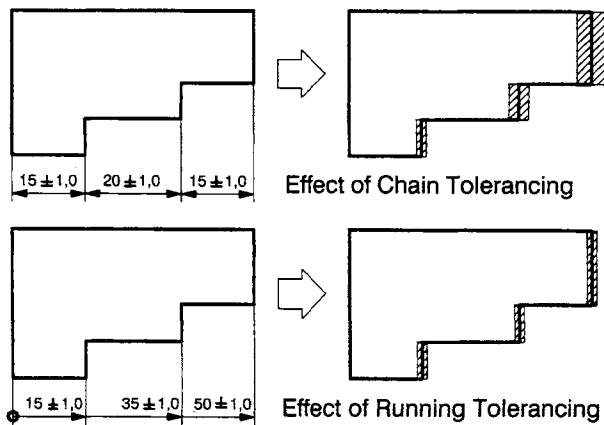 15 ±1,0 20 ±1,0 15 ±1,0
Effect of Chain Tolerancing
15 ±1,0 35 ±1,0 50 ±1,0
Effect of Running Tolerancing